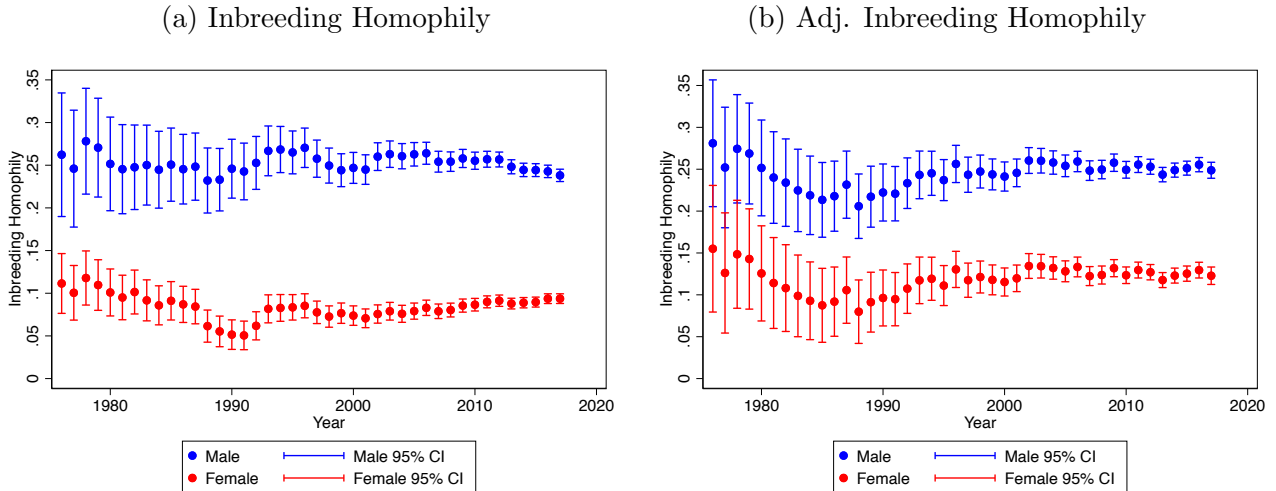 (a) Inbreeding Homophily
Inbreeding Homophily
.35
.3
.25
.2
.15
.1
.05
0
1980 1990 2000 2010 2020
Year
Male Male 95% CI
Female Female 95% CI
(b) Adj. Inbreeding Homophily
Inbreeding Homophily
.35
.3
.25
.2
.15
.1
.05
0
1980 1990 2000 2010 2020
Year
Male Male 95% CI
Female Female 95% CI